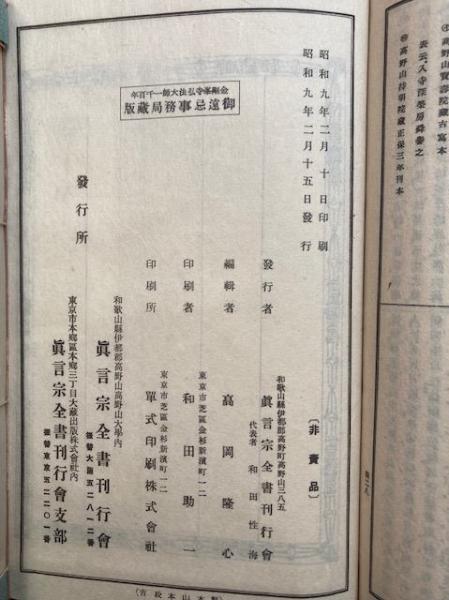 ㋑高野山寶壽院藏古寫本
㋺高野山持明院藏正保三年刊本
昭和九年二月十日印刷
昭和九年二月十五日發行
金剛峯寺弘法大師一千百年
御遠忌事務局藏版
〔非賣品〕
和歌山縣伊都郡高野町高野山三八五
發行者 眞言宗全書刊行會
代表者 和田性海
編輯者 高岡隆心
東京市芝區金杉新濱町一二
印刷者 和田助一
東京市芝區金杉新濱町一二
印刷所 單式印刷株式會社
發行所
和歌山縣伊都郡高野山高野山大學內
眞言宗全書刊行會
振替大阪五二八一二番
東京市本鄕區本鄕三丁目大藏出版株式會社內
眞言宗全書刊行會支部
振替東京五二二〇一番